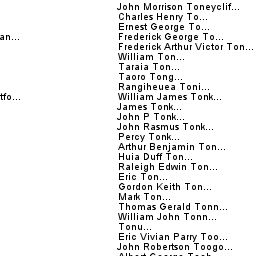 John Morrison Toneyclif...
Charles Henry To...
Ernest George To...
an...
Frederick George To...
Frederick Arthur Victor Ton...
William Ton...
Taraia Ton...
Taoro Tong...
Rangiheuea Toni...
tfo...
William James Tonk...
James Tonk...
John P Tonk...
John Rasmus Tonk...
Percy Tonk...
Arthur Benjamin Ton...
Huia Duff Ton...
Raleigh Edwin Ton...
Eric Ton...
Gordon Keith Ton...
Mark Ton...
Thomas Gerald Tonn...
William John Tonn...
Tonu...
Eric Vivian Parry Too...
John Robertson Toogo...
Albert George Tooh...